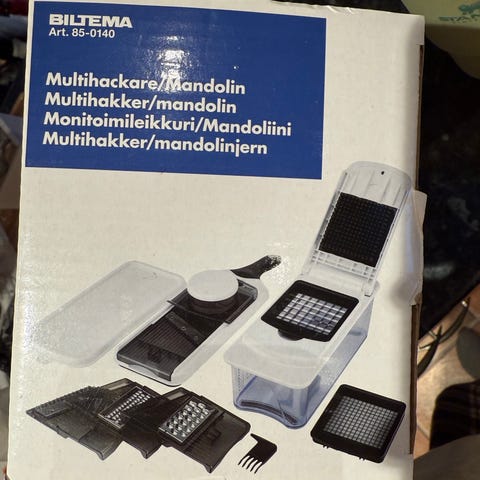 BILTEMA
Art. 85-0140
Multihackare/Mandolin
Multihakker/mandolin
Monitoimileikkuri/Mandoliini
Multihakker/mandolinjern